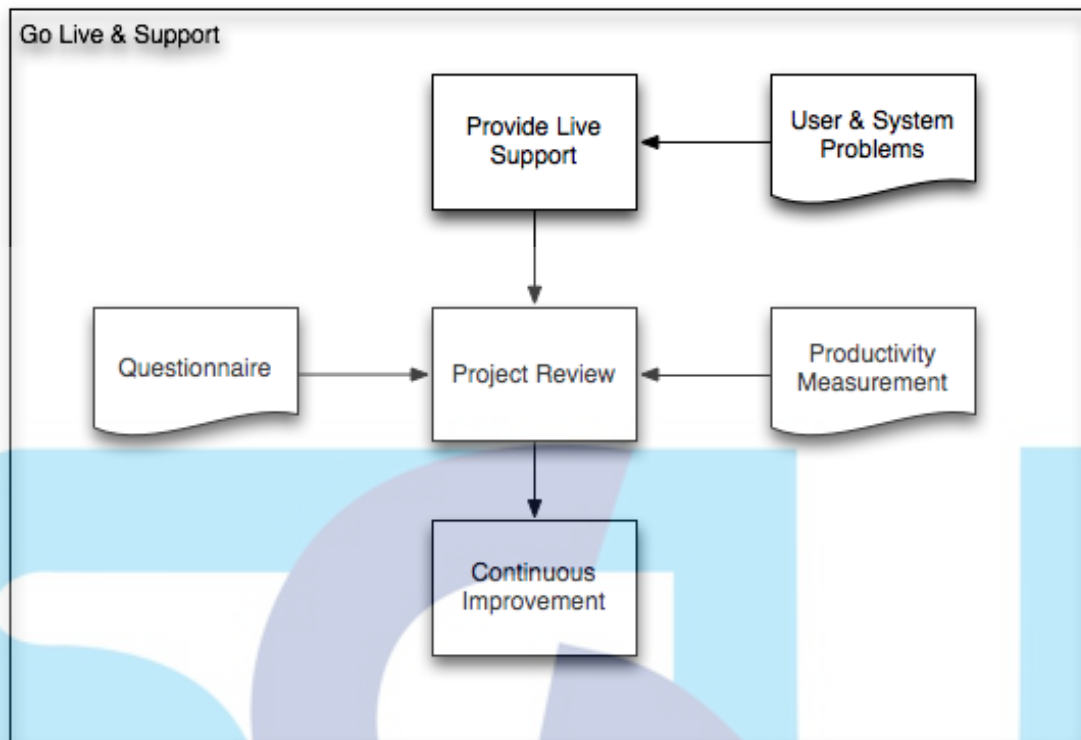 Go Live & Support
Provide Live
Support
User & System
Problems
Questionnaire
Project Review
Productivity
Measurement
Continuous
Improvement